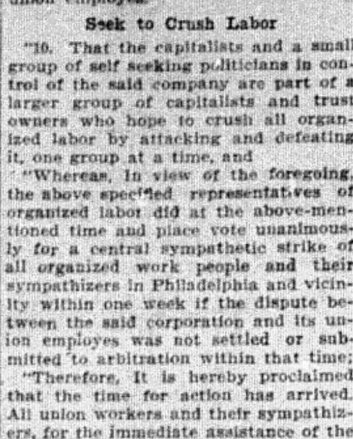 union employes.
Seek to Crush Labor
"10. That the capitalists and a small
group of self seeking politicians in con-
trol of the said company are part of a
larger group of capitalists and trust
owners who hope to crush all organ-
ized labor by attacking and defeating
it, one group at a time, and
"Whereas, In view of the foregoing,
the above specified representatives of
organized labor did at the above-men-
tioned time and place vote unanimous-
ly for a central sympathetic strike of
all organized work people and their
sympathizers in Philadelphia and vicin-
ity within one week if the dispute be-
tween the said corporation and its un-
ion employes was not settled or sub-
mitted to arbitration within that time;
"Therefore, It is hereby proclaimed
that the time for action has arrived.
All union workers and their sympathiz-
ers, for the immediate assistance of the